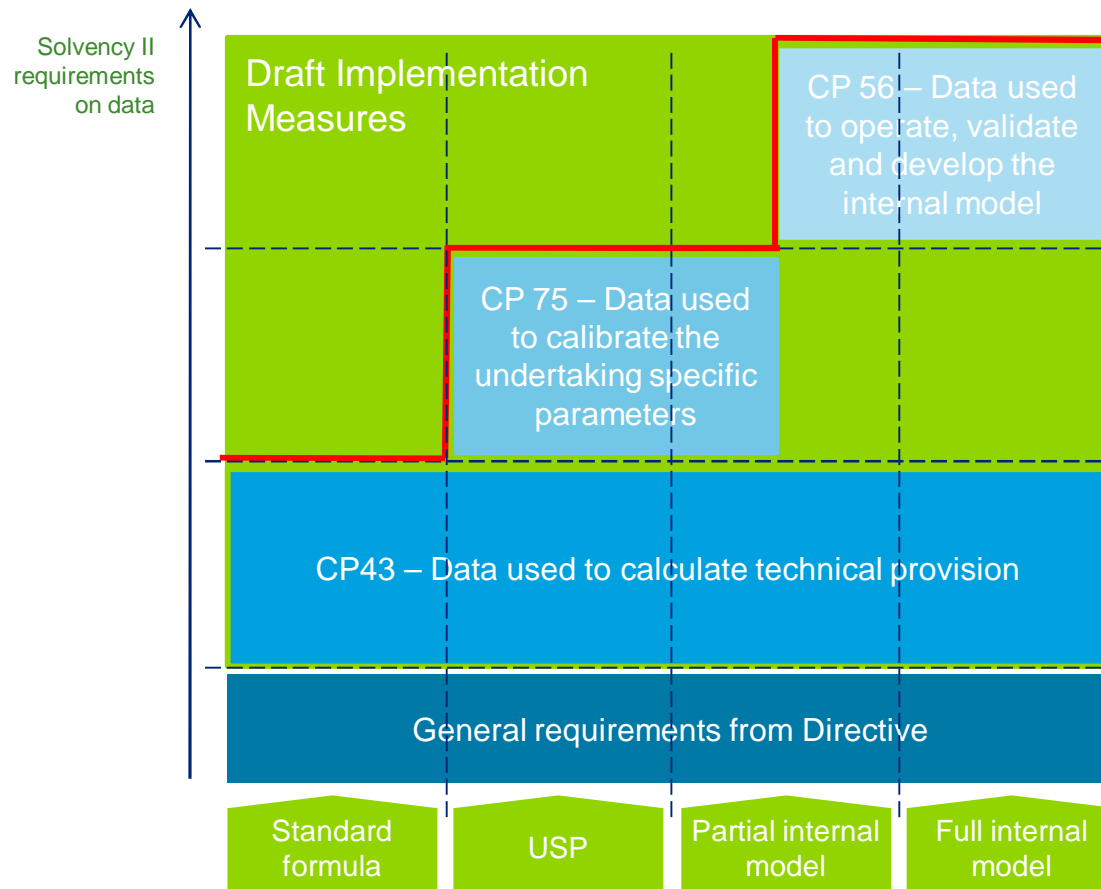 Solvency II
requirements
on data
Draft Implementation
Measures
CP 56 – Data used
to operate, validate
and develop the
internal model
CP 75 – Data used
to calibrate the
undertaking specific
parameters
CP43 – Data used to calculate technical provision
General requirements from Directive
Standard
formula
USP
Partial internal
model
Full internal
model